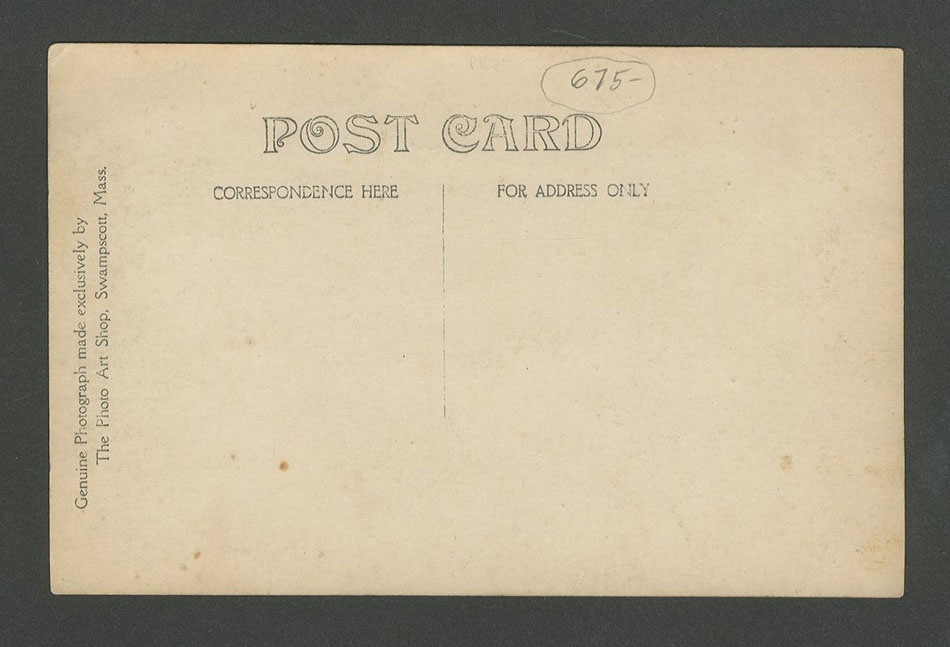 675-
POST CARD
CORRESPONDENCE HERE
FOR ADDRESS ONLY
Genuine Photograph made exclusively by
The Photo Art Shop, Swampscott, Mass.